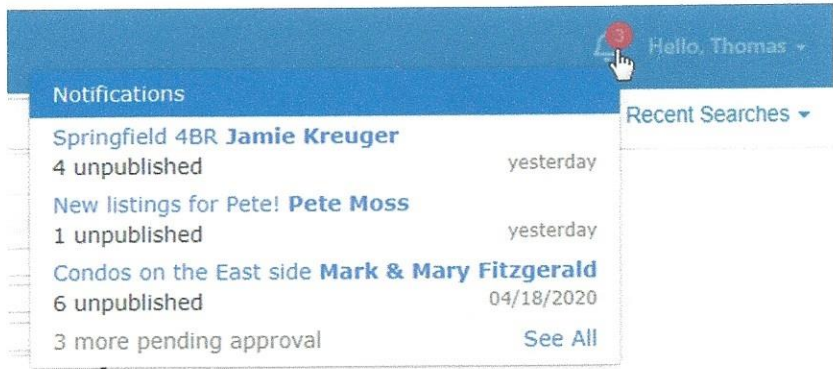 3
Hello, Thomas
Notifications
Recent Searches
Springfield 4BR Jamie Kreuger
4 unpublished yesterday
New listings for Pete! Pete Moss
1 unpublished yesterday
Condos on the East side Mark & Mary Fitzgerald
6 unpublished 04/18/2020
3 more pending approval See All